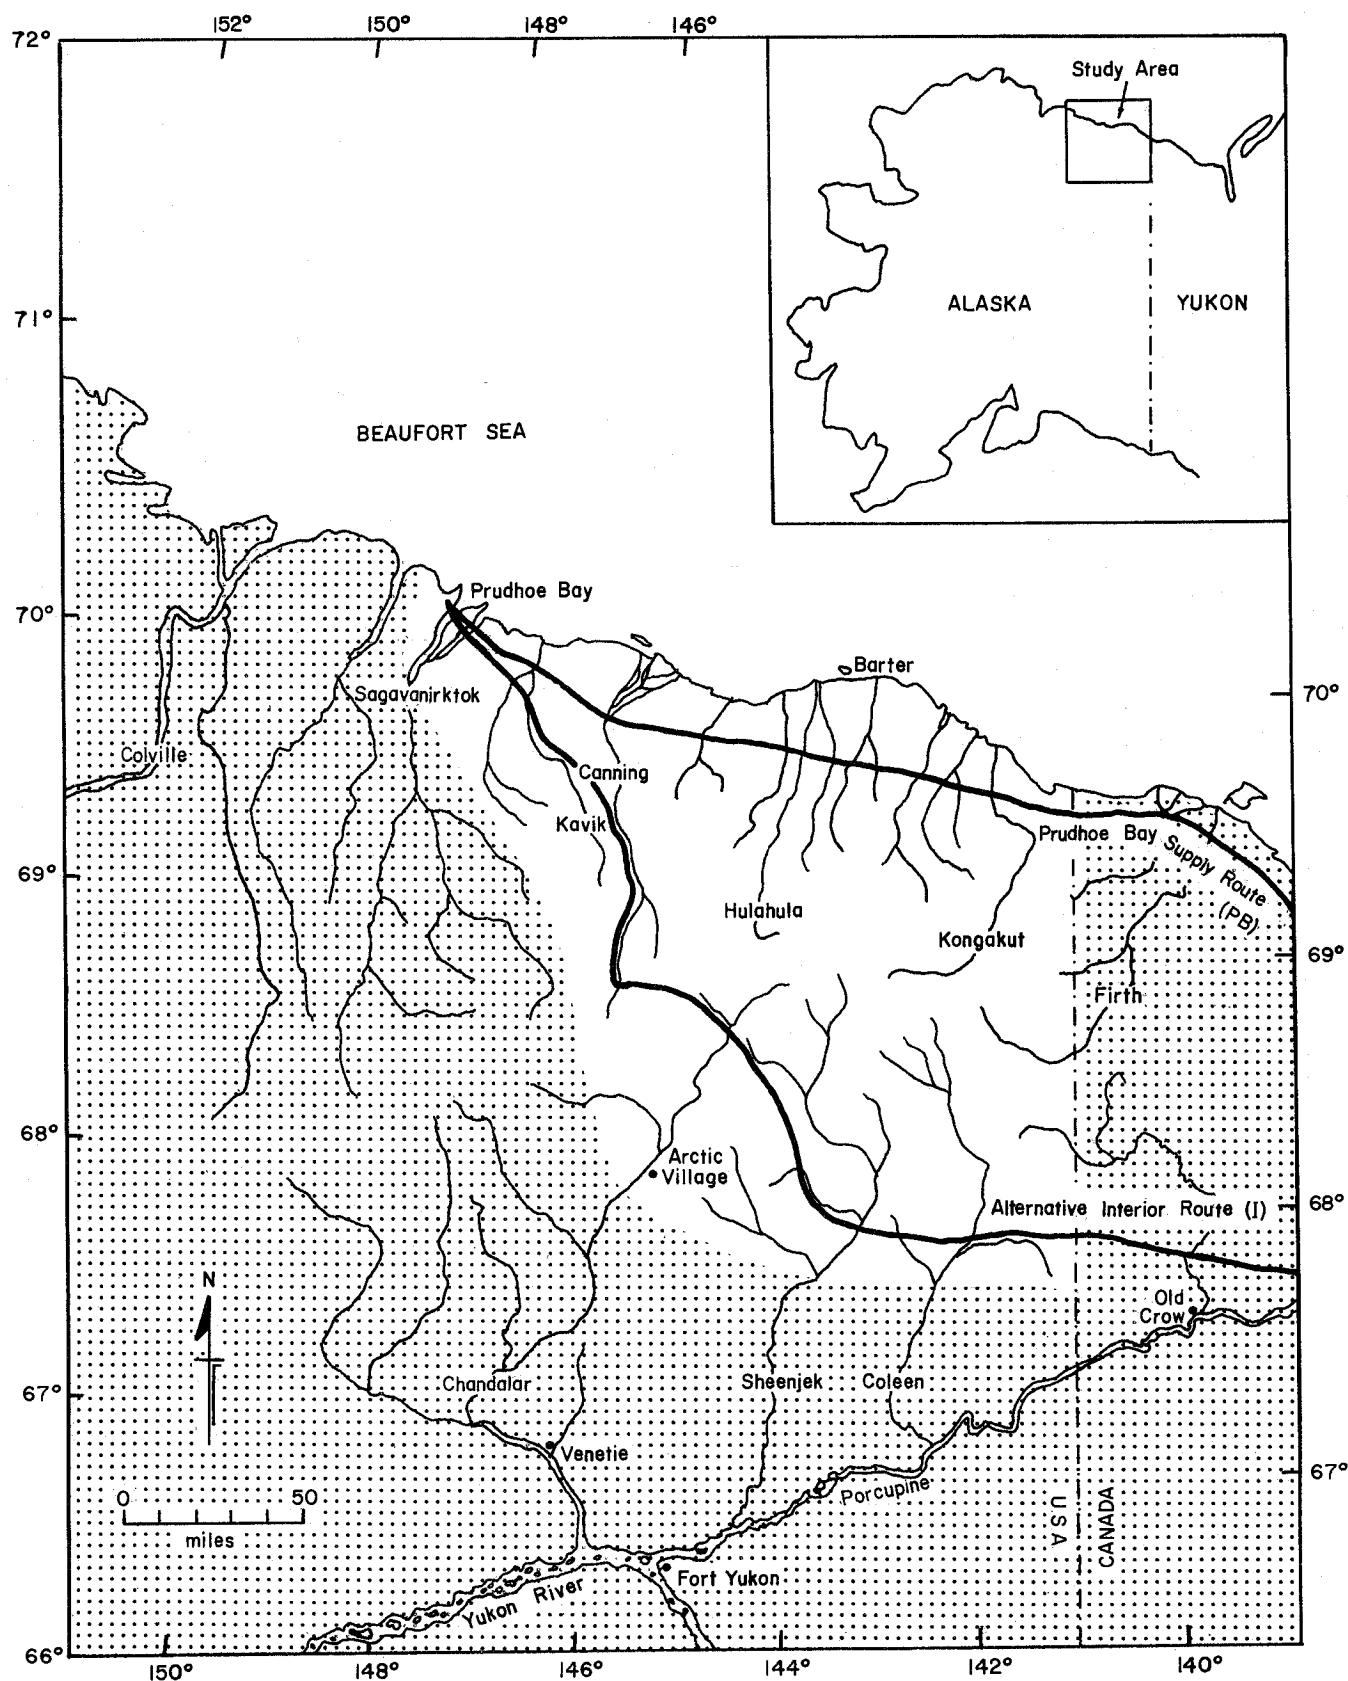 152°
150°
148°
146°
72°
Study Area
ALASKA
YUKON
71°
BEAUFORT SEA
70°
Prudhoe Bay
Barter
Sagavanirktok
70°
Colville
Canning
Kavik
Prudhoe Bay Supply Route
(PB)
69°
Hulahula
Kongakut
69°
Firth
68°
Arctic
Village
Alternative Interior Route (I)
68°
N
Old
Crow
67°
Chandalar
Sheenjek
Coleen
Venetie
67°
Porcupine
0
50
miles
USA
CANADA
Fort Yukon
Yukon River
66°
150°
148°
146°
144°
142°
140°